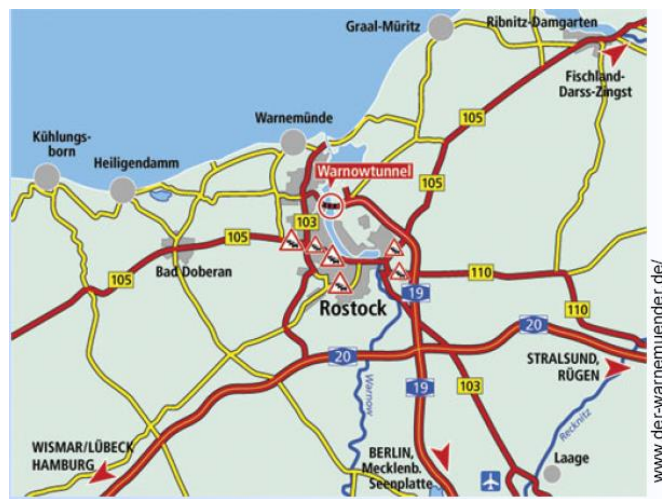 Graal-Müritz
Ribnitz-Damgarten
Fischland-
Darss-Zingst
105
Warnemünde
Kühlungs-
born
Heiligendamm
Warnowtunnel
105
103
105
105
Bad Doberan
110
19
110
Rostock
20
20
STRALSUND,
RÜGEN
Warnow
19
103
Recknitz
WISMAR/LÜBECK
HAMBURG
BERLIN,
Mecklenb.
Seenplatte
Laage
www.der-warnemuender.de/